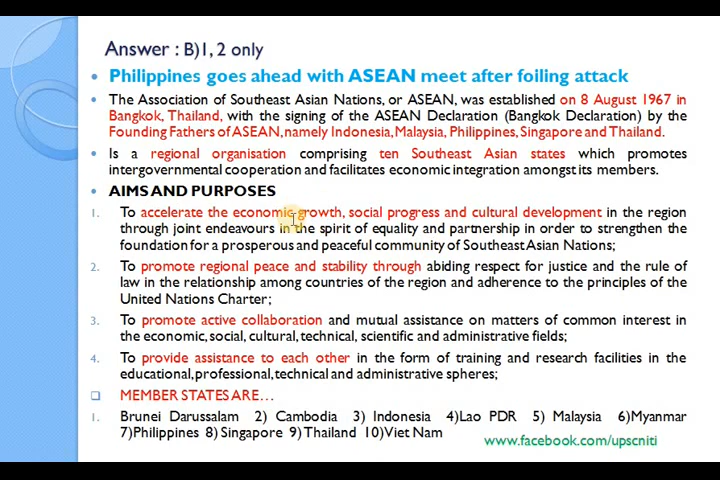 Answer : B)1, 2 only
Philippines goes ahead with ASEAN meet after foiling attack
The Association of Southeast Asian Nations, or ASEAN, was established on 8 August 1967 in
Bangkok, Thailand, with the signing of the ASEAN Declaration (Bangkok Declaration) by the
Founding Fathers of ASEAN, namely Indonesia, Malaysia, Philippines, Singapore and Thailand.
Is a regional organisation comprising ten Southeast Asian states which promotes
intergovernmental cooperation and facilitates economic integration amongst its members.
AIMS AND PURPOSES
1. To accelerate the economic growth, social progress and cultural development in the region
through joint endeavours in the spirit of equality and partnership in order to strengthen the
foundation for a prosperous and peaceful community of Southeast Asian Nations;
2. To promote regional peace and stability through abiding respect for justice and the rule of
law in the relationship among countries of the region and adherence to the principles of the
United Nations Charter;
3. To promote active collaboration and mutual assistance on matters of common interest in
the economic, social, cultural, technical, scientific and administrative fields;
4. To provide assistance to each other in the form of training and research facilities in the
educational, professional, technical and administrative spheres;
MEMBER STATES ARE…
1. Brunei Darussalam 2) Cambodia 3) Indonesia 4)Lao PDR 5) Malaysia 6)Myanmar
7)Philippines 8) Singapore 9)Thailand 10)Viet Nam
www.facebook.com/upscniti